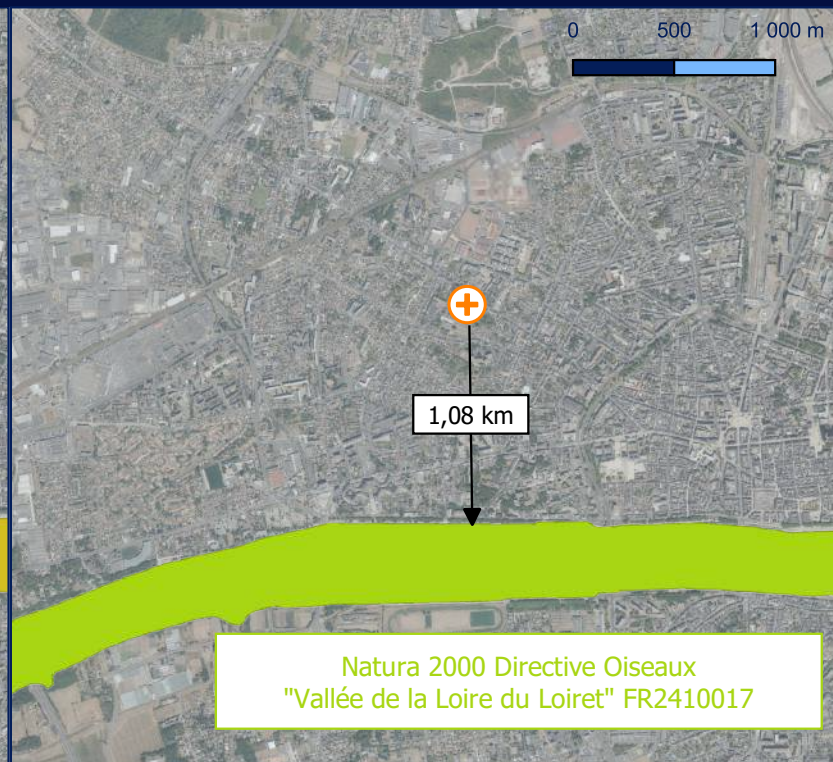 0 500 1 000 m
1,08 km
Natura 2000 Directive Oiseaux
"Vallée de la Loire du Loiret" FR2410017